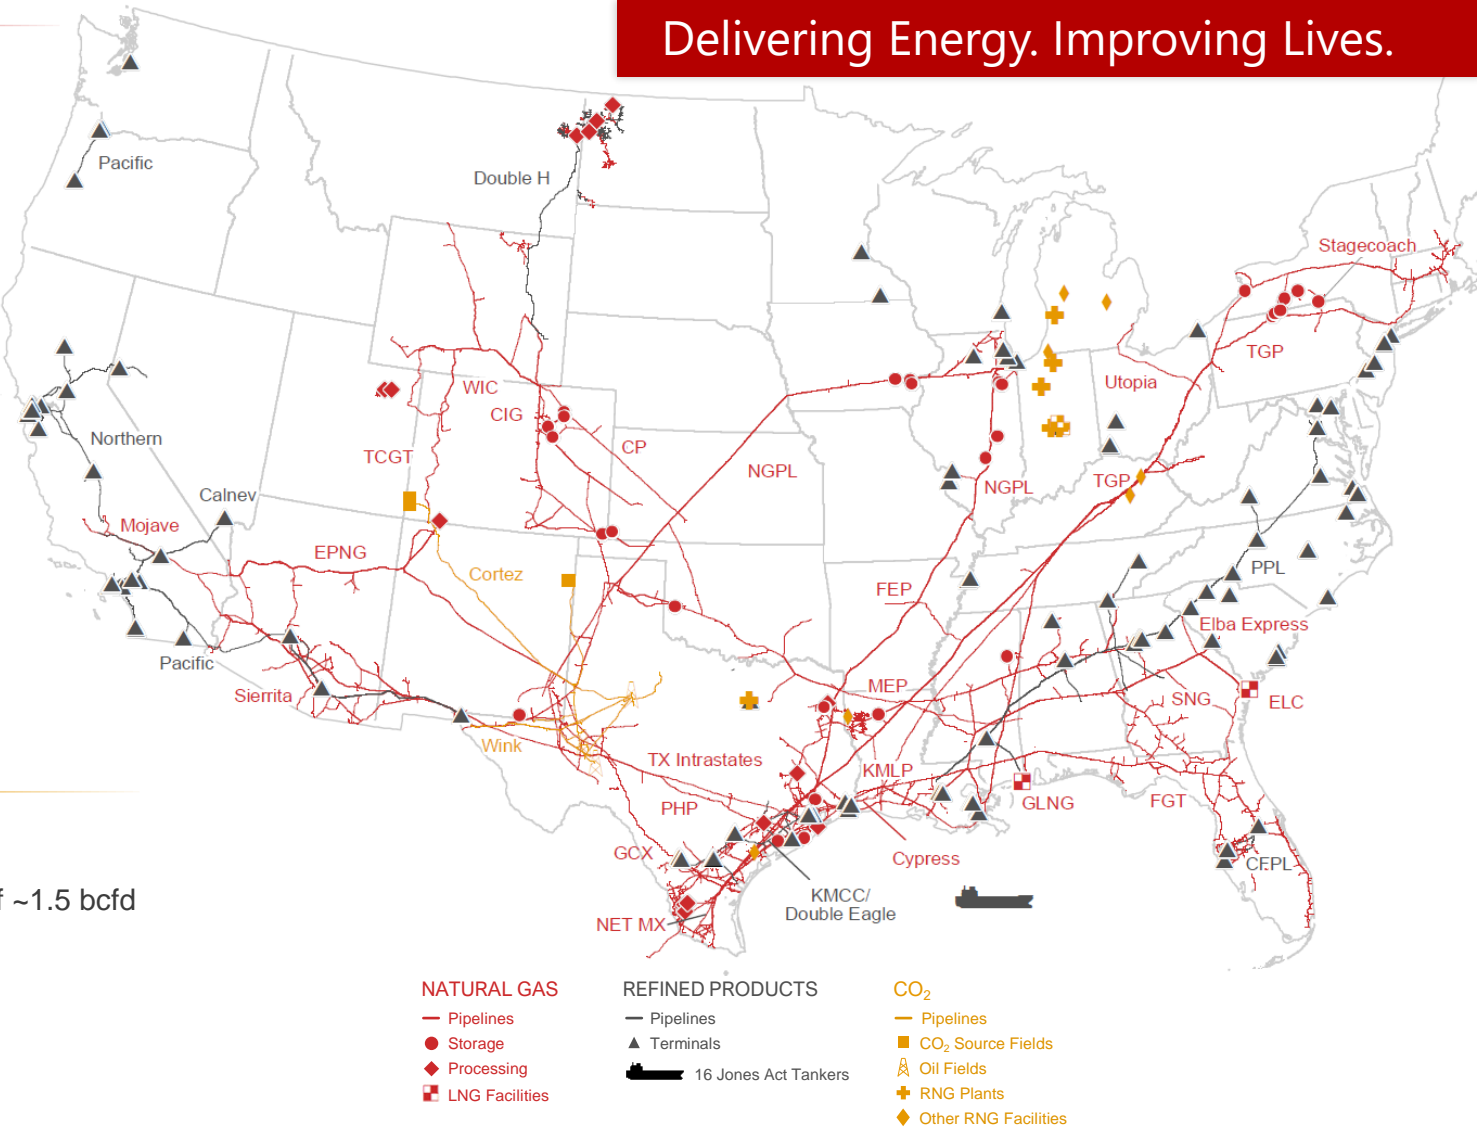 Delivering Energy. Improving Lives.
Pacific
Double H
Stagecoach
TGP
Utopia
WIC
CIG
CP
TCGT
NGPL
NGPL
TGP
Northern
Calnev
Mojave
EPNG
Cortez
FEP
PPL
Elba Express
Pacific
Sierrita
MEP
SNG
ELC
Wink
TX Intrastates
KMLP
PHP
GLNG
FGT
GCX
Cypress
CFPL
KMCC/
Double Eagle
NET MX
f ~1.5 bcfd
NATURAL GAS
Pipelines
Storage
Processing
LNG Facilities
REFINED PRODUCTS
Pipelines
Terminals
16 Jones Act Tankers
CO₂
Pipelines
CO₂ Source Fields
Oil Fields
RNG Plants
Other RNG Facilities